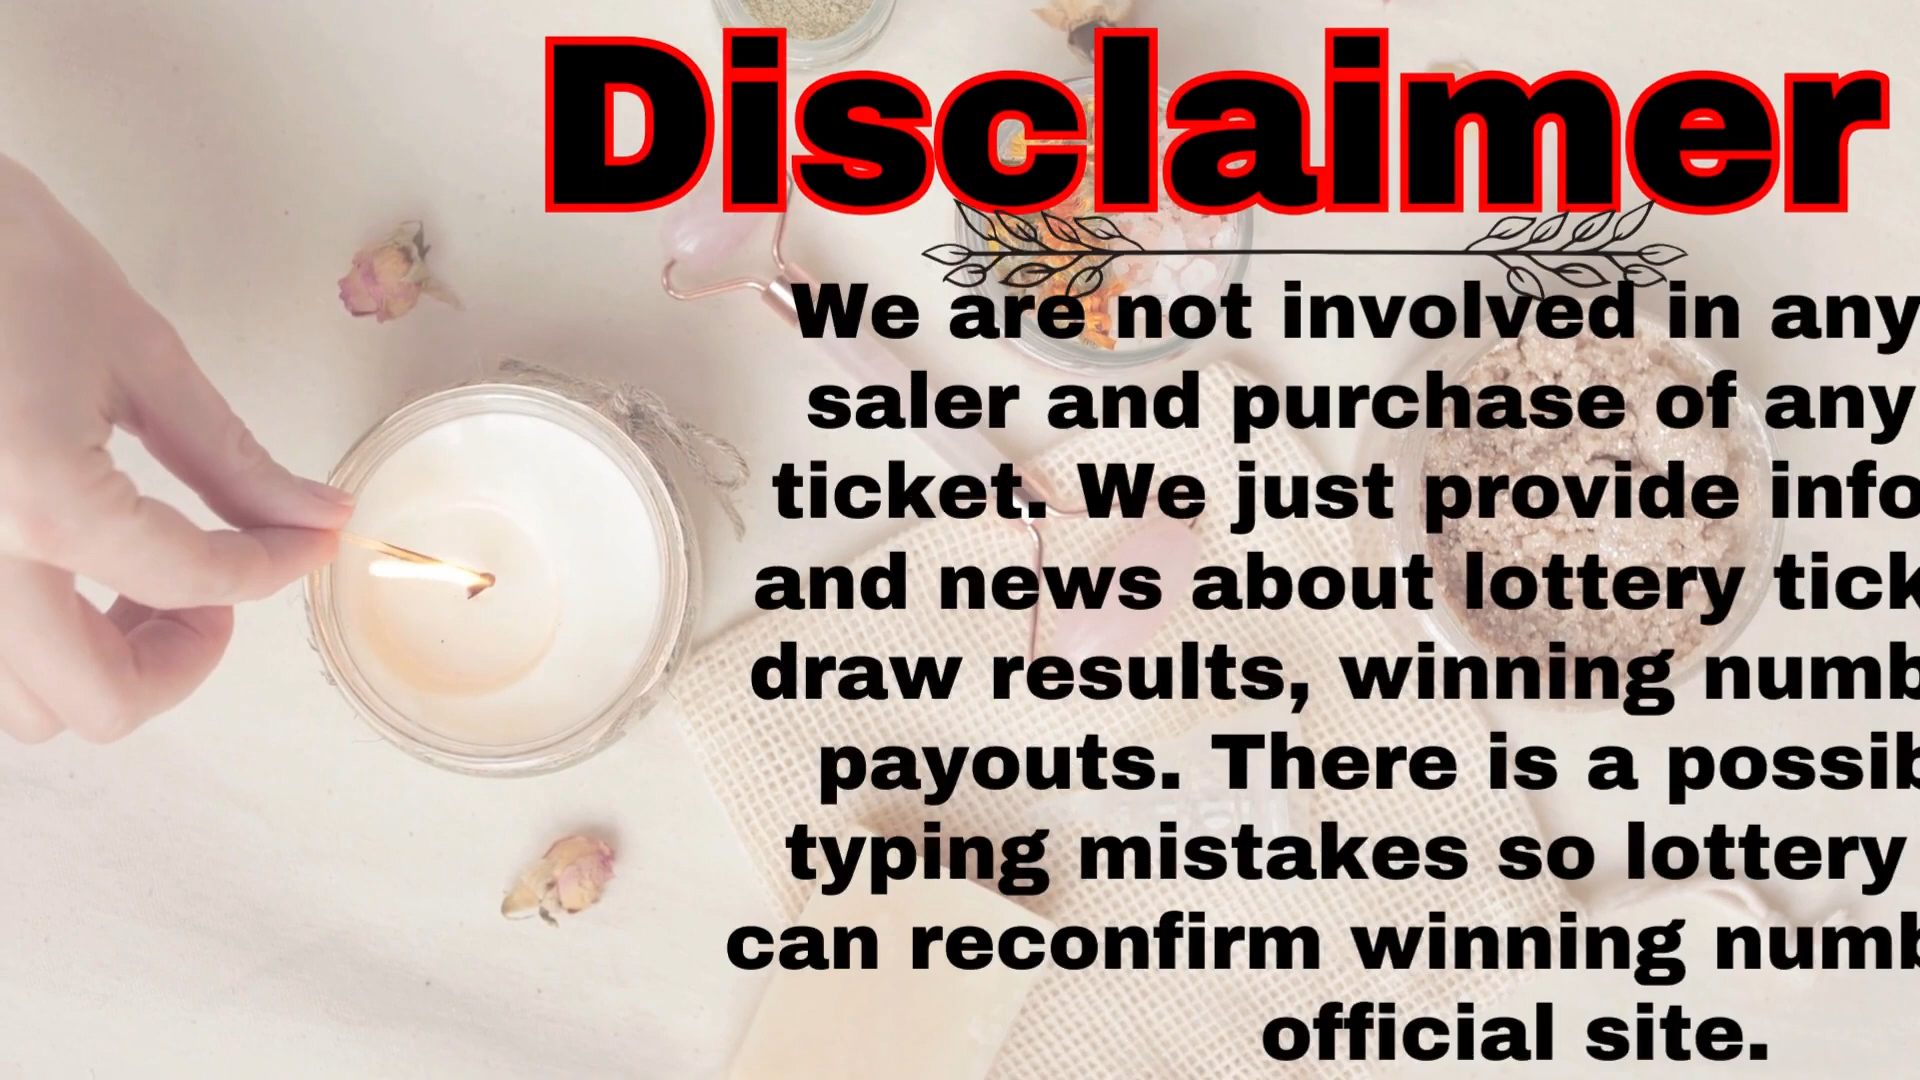 Disclaimer
We are not involved in any
saler and purchase of any
ticket. We just provide info
and news about lottery tick
draw results, winning numb
payouts. There is a possib
typing mistakes so lottery
can reconfirm winning numb
official site.